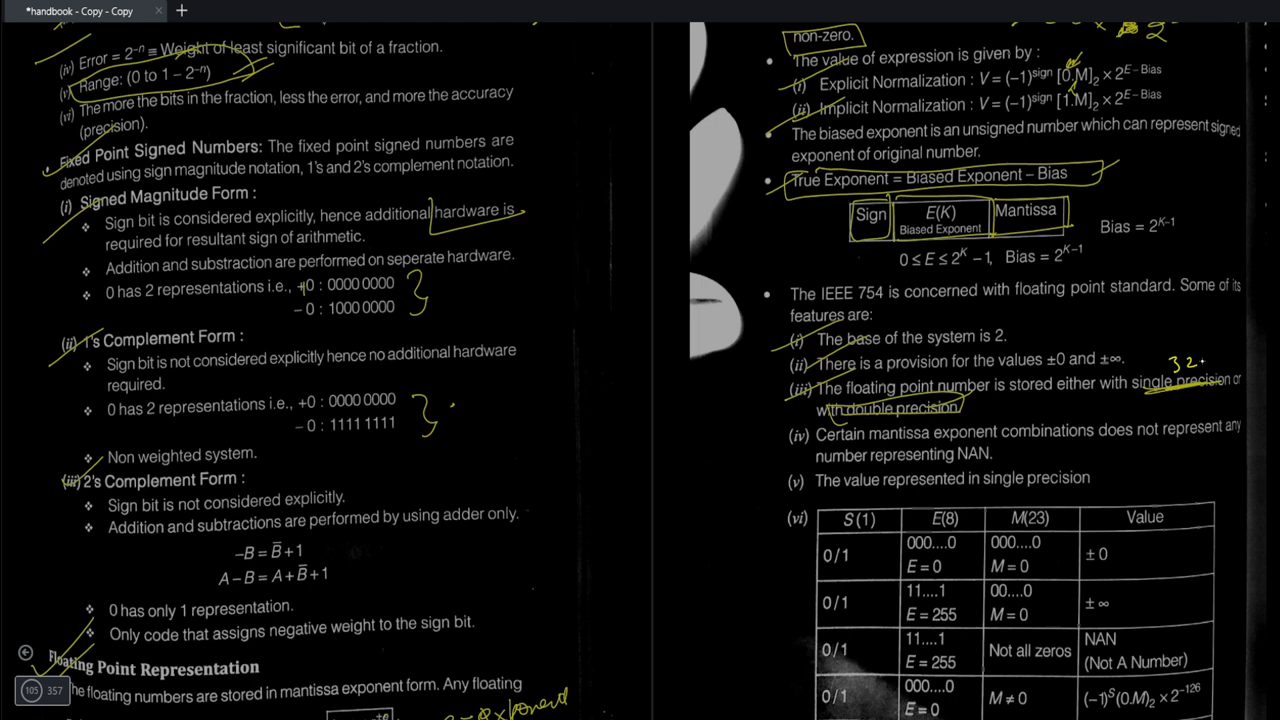 *handbook - Copy - Copy
(iv) Error = 2⁻ⁿ ≡ Weight of least significant bit of a fraction.
(v) Range: (0 to 1 – 2⁻ⁿ)
(vi) The more the bits in the fraction, less the error, and more the accuracy
(precision).
Fixed Point Signed Numbers: The fixed point signed numbers are
denoted using sign magnitude notation, 1's and 2's complement notation.
(i) Signed Magnitude Form :
❖ Sign bit is considered explicitly, hence additional hardware is
required for resultant sign of arithmetic.
❖ Addition and substraction are performed on seperate hardware.
❖ 0 has 2 representations i.e., +0 : 0000 0000
– 0 : 1000 0000
(ii) 1's Complement Form :
❖ Sign bit is not considered explicitly hence no additional hardware
required.
❖ 0 has 2 representations i.e., +0 : 0000 0000
– 0 : 1111 1111
❖ Non weighted system.
(iii) 2's Complement Form :
❖ Sign bit is not considered explicitly.
❖ Addition and subtractions are performed by using adder only.
–B = B̅ + 1
A – B = A + B̅ + 1
❖ 0 has only 1 representation.
❖ Only code that assigns negative weight to the sign bit.
Floating Point Representation
The floating numbers are stored in mantissa exponent form. Any floating
exponent
105 357
2
non-zero.
• The value of expression is given by :
(i) Explicit Normalization : V = (–1)^sign [0.M]₂ × 2^(E – Bias)
(ii) Implicit Normalization : V = (–1)^sign [1.M]₂ × 2^(E – Bias)
• The biased exponent is an unsigned number which can represent signed
exponent of original number.
• True Exponent = Biased Exponent – Bias
Sign E(K) Mantissa
Biased Exponent
Bias = 2^(K–1)
0 ≤ E ≤ 2^K – 1, Bias = 2^(K–1)
• The IEEE 754 is concerned with floating point standard. Some of its
features are:
(i) The base of the system is 2.
(ii) There is a provision for the values ±0 and ±∞.
32
(iii) The floating point number is stored either with single precision or
with double precision
(iv) Certain mantissa exponent combinations does not represent any
number representing NAN.
(v) The value represented in single precision
(vi) S(1) E(8) M(23) Value
0/1 000....0 000....0 ± 0
E = 0 M = 0
0/1 11....1 00....0 ± ∞
E = 255 M = 0
0/1 11....1 Not all zeros NAN
E = 255 (Not A Number)
0/1 000....0 M ≠ 0 (–1)^S(0.M)₂ × 2^–126
E = 0